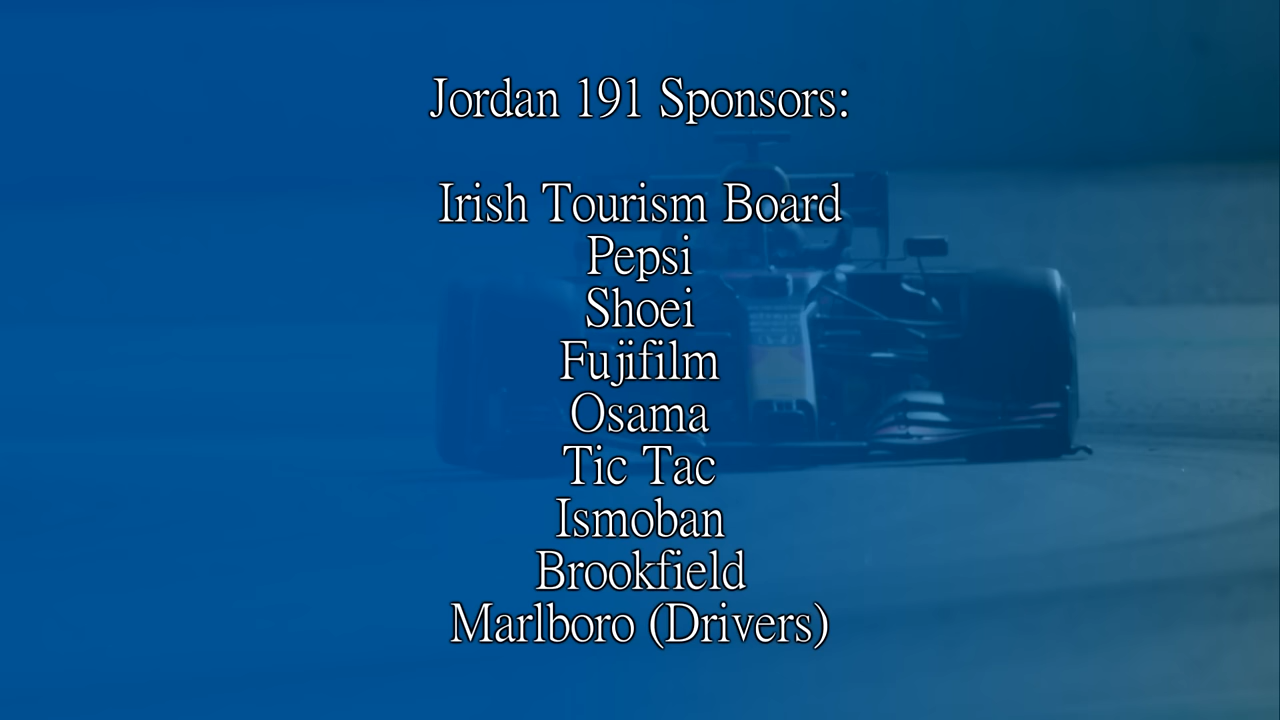 Jordan 191 Sponsors:
Irish Tourism Board
Pepsi
Shoei
Fujifilm
Osama
Tic Tac
Ismoban
Brookfield
Marlboro (Drivers)